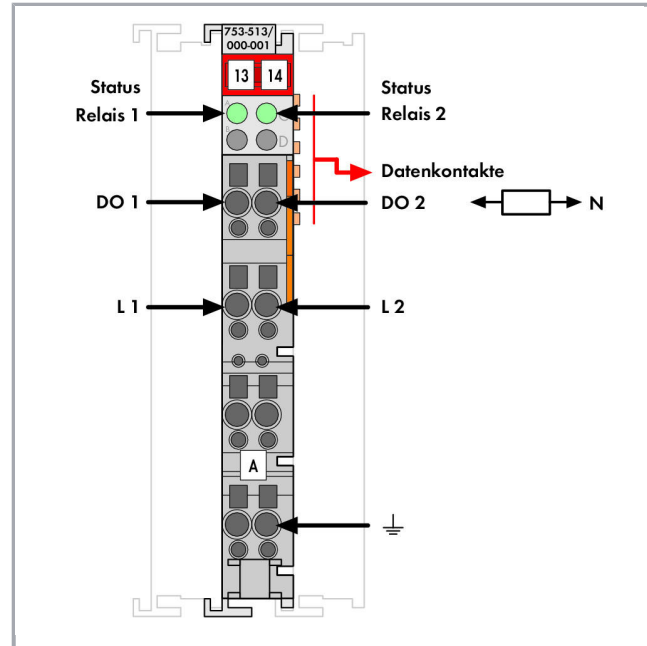 753-513/
000-001
13 14
Status
Relais 1
Status
Relais 2
A
C
B
D
Datenkontakte
DO 1
DO 2
N
L 1
L 2
A